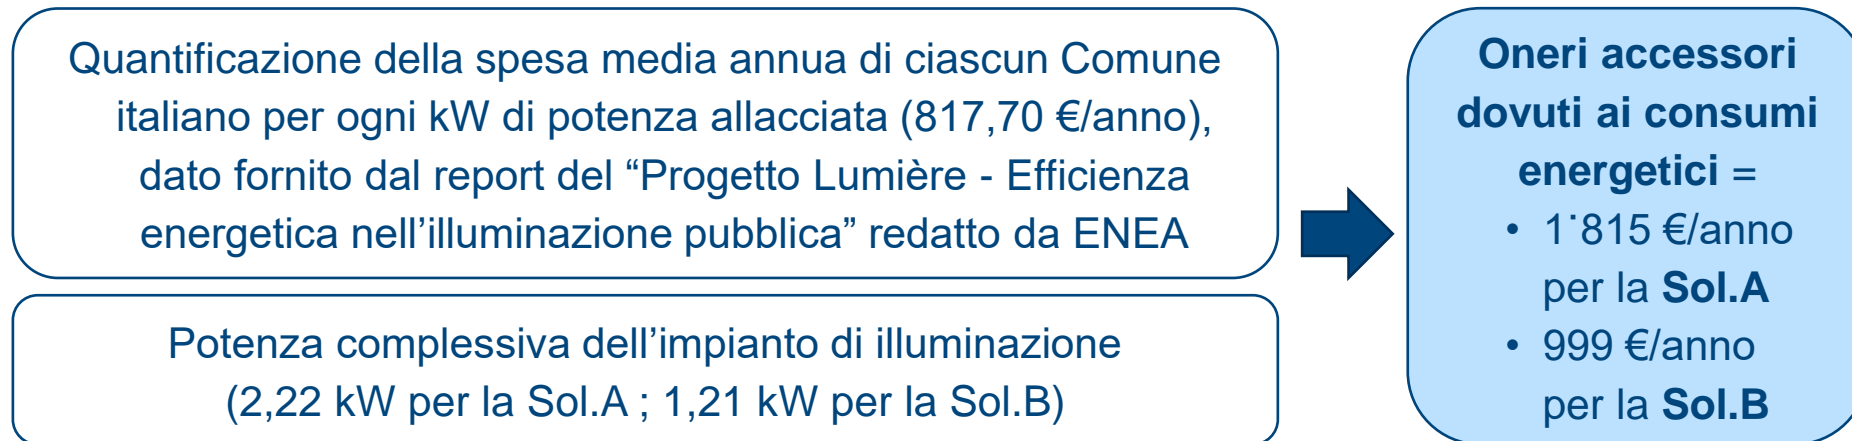 Quantificazione della spesa media annua di ciascun Comune
italiano per ogni kW di potenza allacciata (817,70 €/anno),
dato fornito dal report del “Progetto Lumière - Efficienza
energetica nell’illuminazione pubblica” redatto da ENEA
Potenza complessiva dell’impianto di illuminazione
(2,22 kW per la Sol.A ; 1,21 kW per la Sol.B)
Oneri accessori
dovuti ai consumi
energetici =
• 1˙815 €/anno
per la Sol.A
• 999 €/anno
per la Sol.B